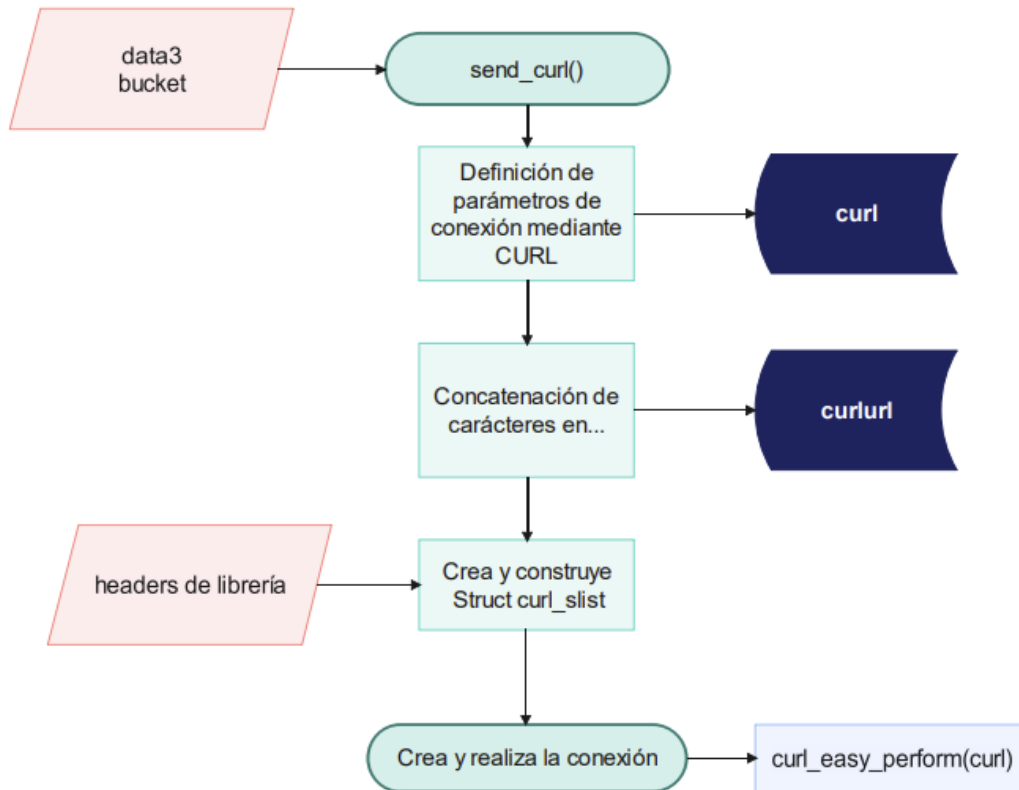 data3
bucket
send_curl()
Definición de
parámetros de
conexión mediante
CURL
curl
Concatenación de
carácteres en...
curlurl
headers de librería
Crea y construye
Struct curl_slist
Crea y realiza la conexión
curl_easy_perform(curl)